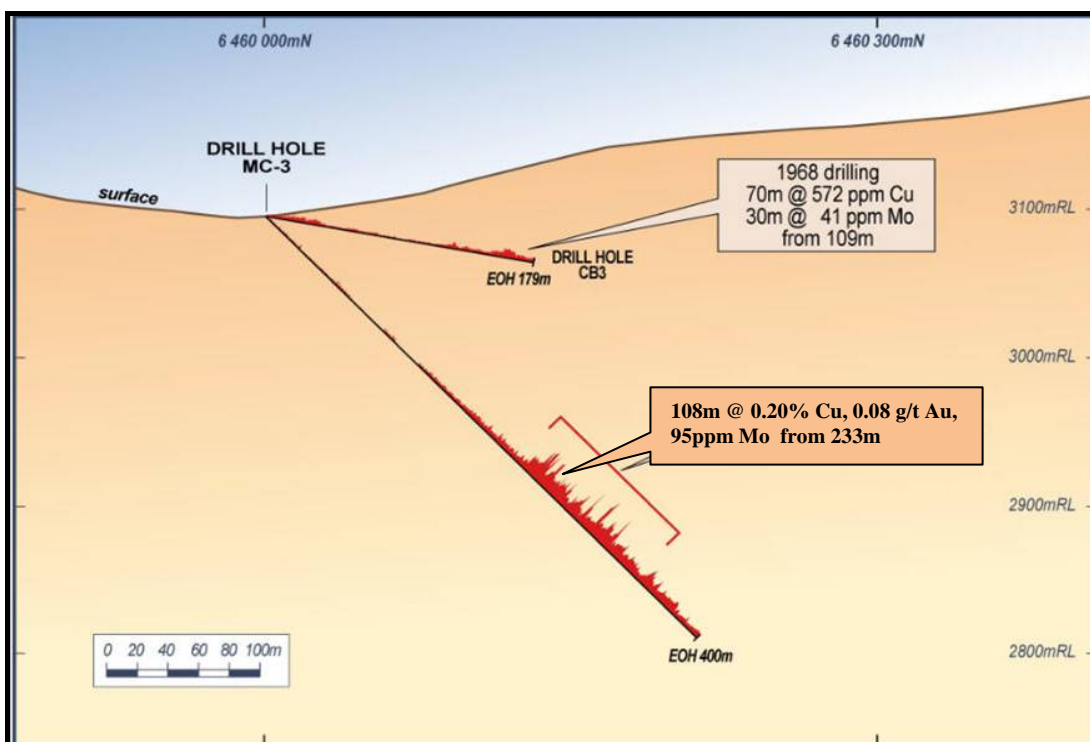 6 460 000mN
6 460 300mN
DRILL HOLE
MC-3
surface
1968 drilling
70m @ 572 ppm Cu
30m @ 41 ppm Mo
from 109m
3100mRL
DRILL HOLE
CB3
EOH 179m
3000mRL
108m @ 0.20% Cu, 0.08 g/t Au,
95ppm Mo from 233m
2900mRL
0 20 40 60 80 100m
EOH 400m
2800mRL